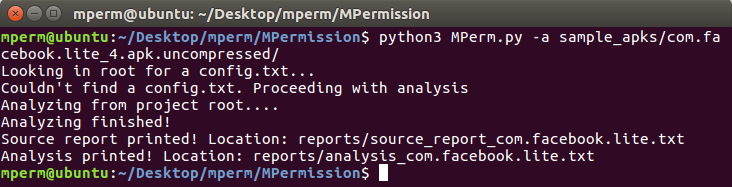 mperm@ubuntu: ~/Desktop/mperm/MPermission
mperm@ubuntu:~/Desktop/mperm/MPermission$ python3 MPerm.py -a sample_apks/com.fa
cebook.lite_4.apk.uncompressed/
Looking in root for a config.txt...
Couldn't find a config.txt. Proceeding with analysis
Analyzing from project root....
Analyzing finished!
Source report printed! Location: reports/source_report_com.facebook.lite.txt
Analysis printed! Location: reports/analysis_com.facebook.lite.txt
mperm@ubuntu:~/Desktop/mperm/MPermission$